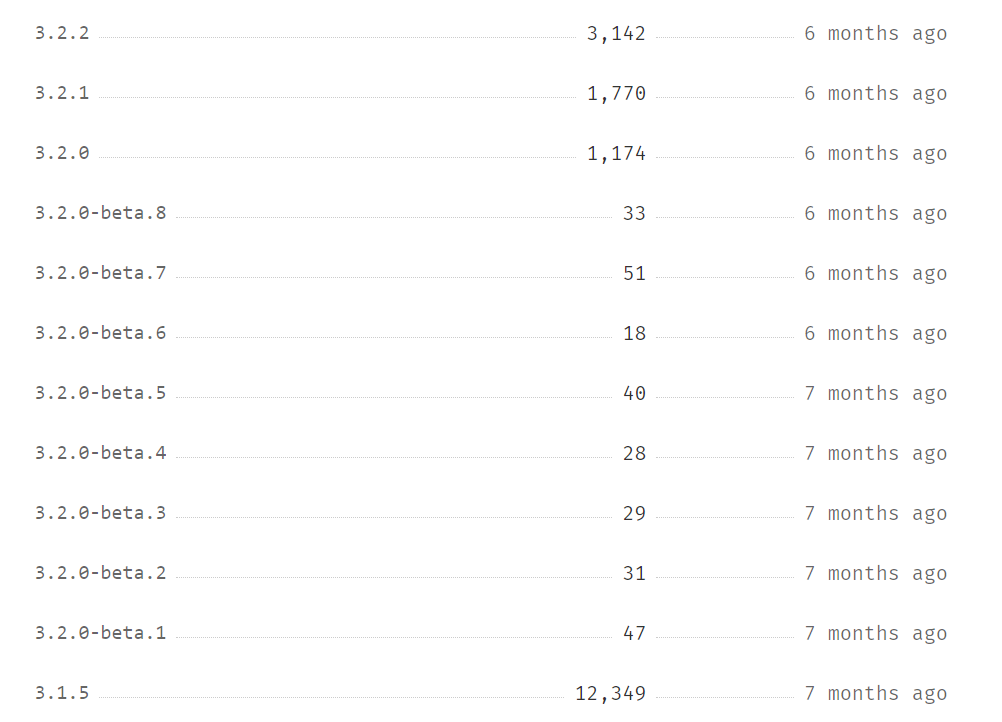 3.2.2 3,142 6 months ago
3.2.1 1,770 6 months ago
3.2.0 1,174 6 months ago
3.2.0-beta.8 33 6 months ago
3.2.0-beta.7 51 6 months ago
3.2.0-beta.6 18 6 months ago
3.2.0-beta.5 40 7 months ago
3.2.0-beta.4 28 7 months ago
3.2.0-beta.3 29 7 months ago
3.2.0-beta.2 31 7 months ago
3.2.0-beta.1 47 7 months ago
3.1.5 12,349 7 months ago